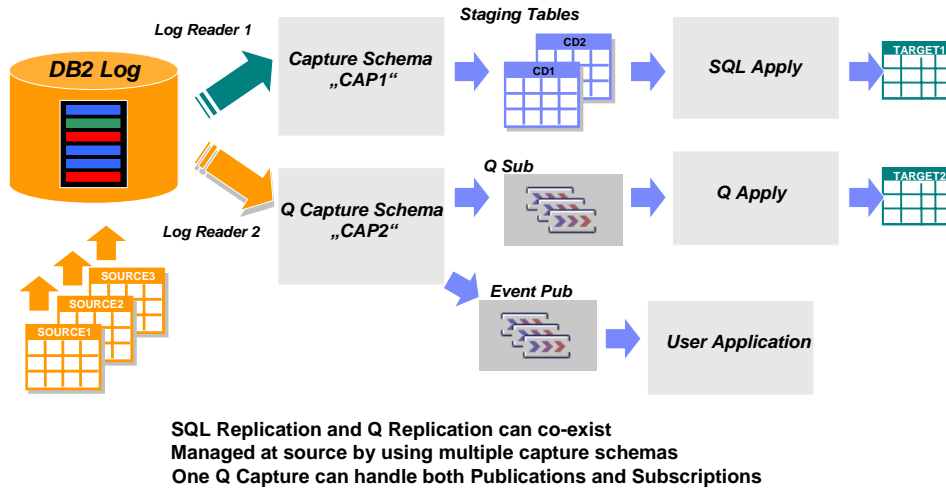 Staging Tables
Log Reader 1
DB2 Log
Capture Schema
„CAP1“
CD2
CD1
SQL Apply
TARGET1
Q Sub
Q Capture Schema
„CAP2“
Q Apply
TARGET2
Log Reader 2
SOURCE3
SOURCE2
SOURCE1
Event Pub
User Application
SQL Replication and Q Replication can co-exist
Managed at source by using multiple capture schemas
One Q Capture can handle both Publications and Subscriptions